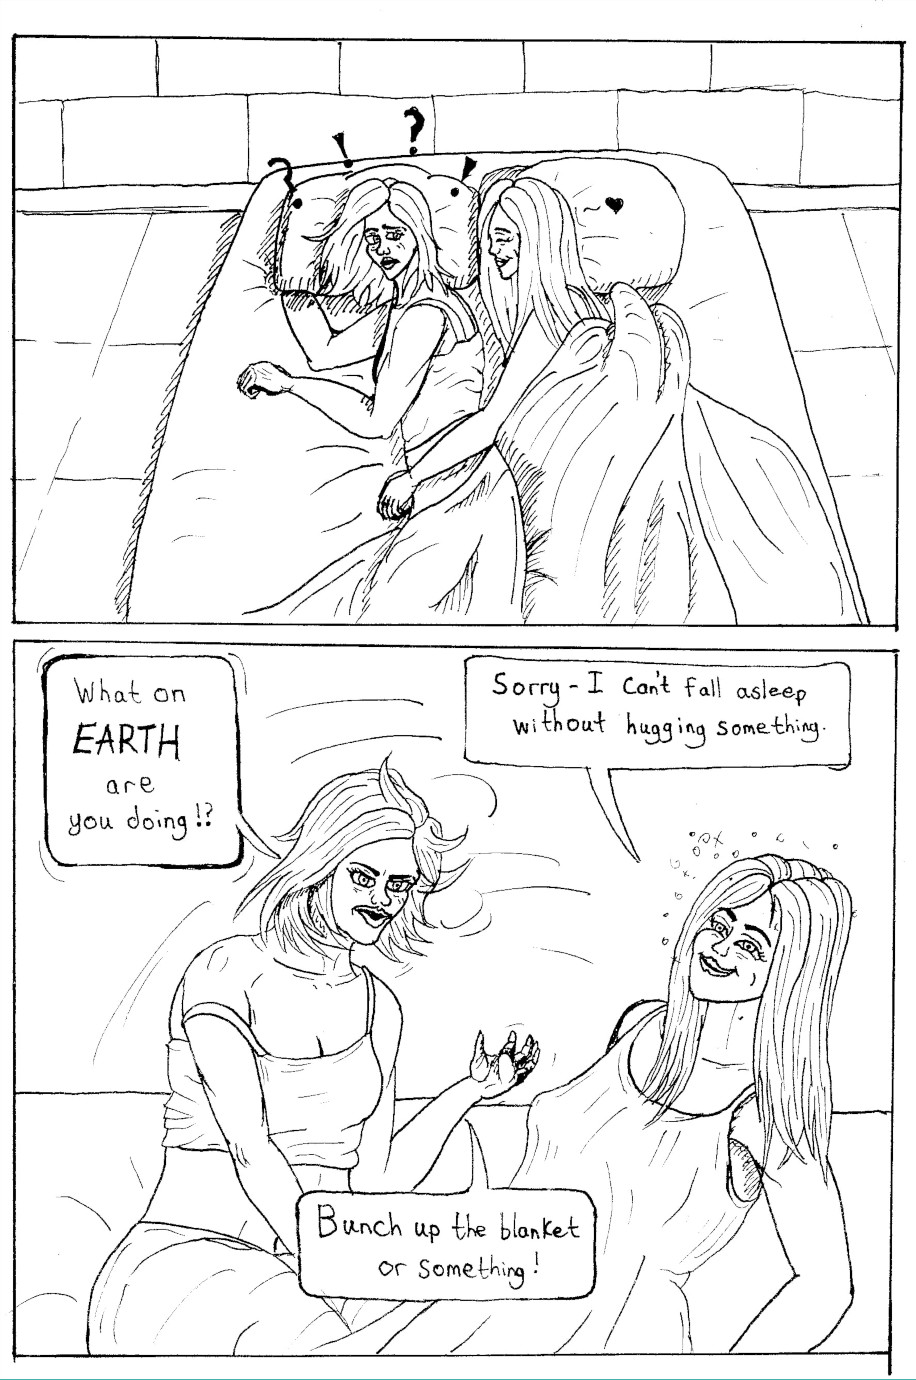 ? ! ? !
What on
EARTH
are
you doing!?
Sorry - I can't fall asleep
without hugging something.
Bunch up the blanket
or something!